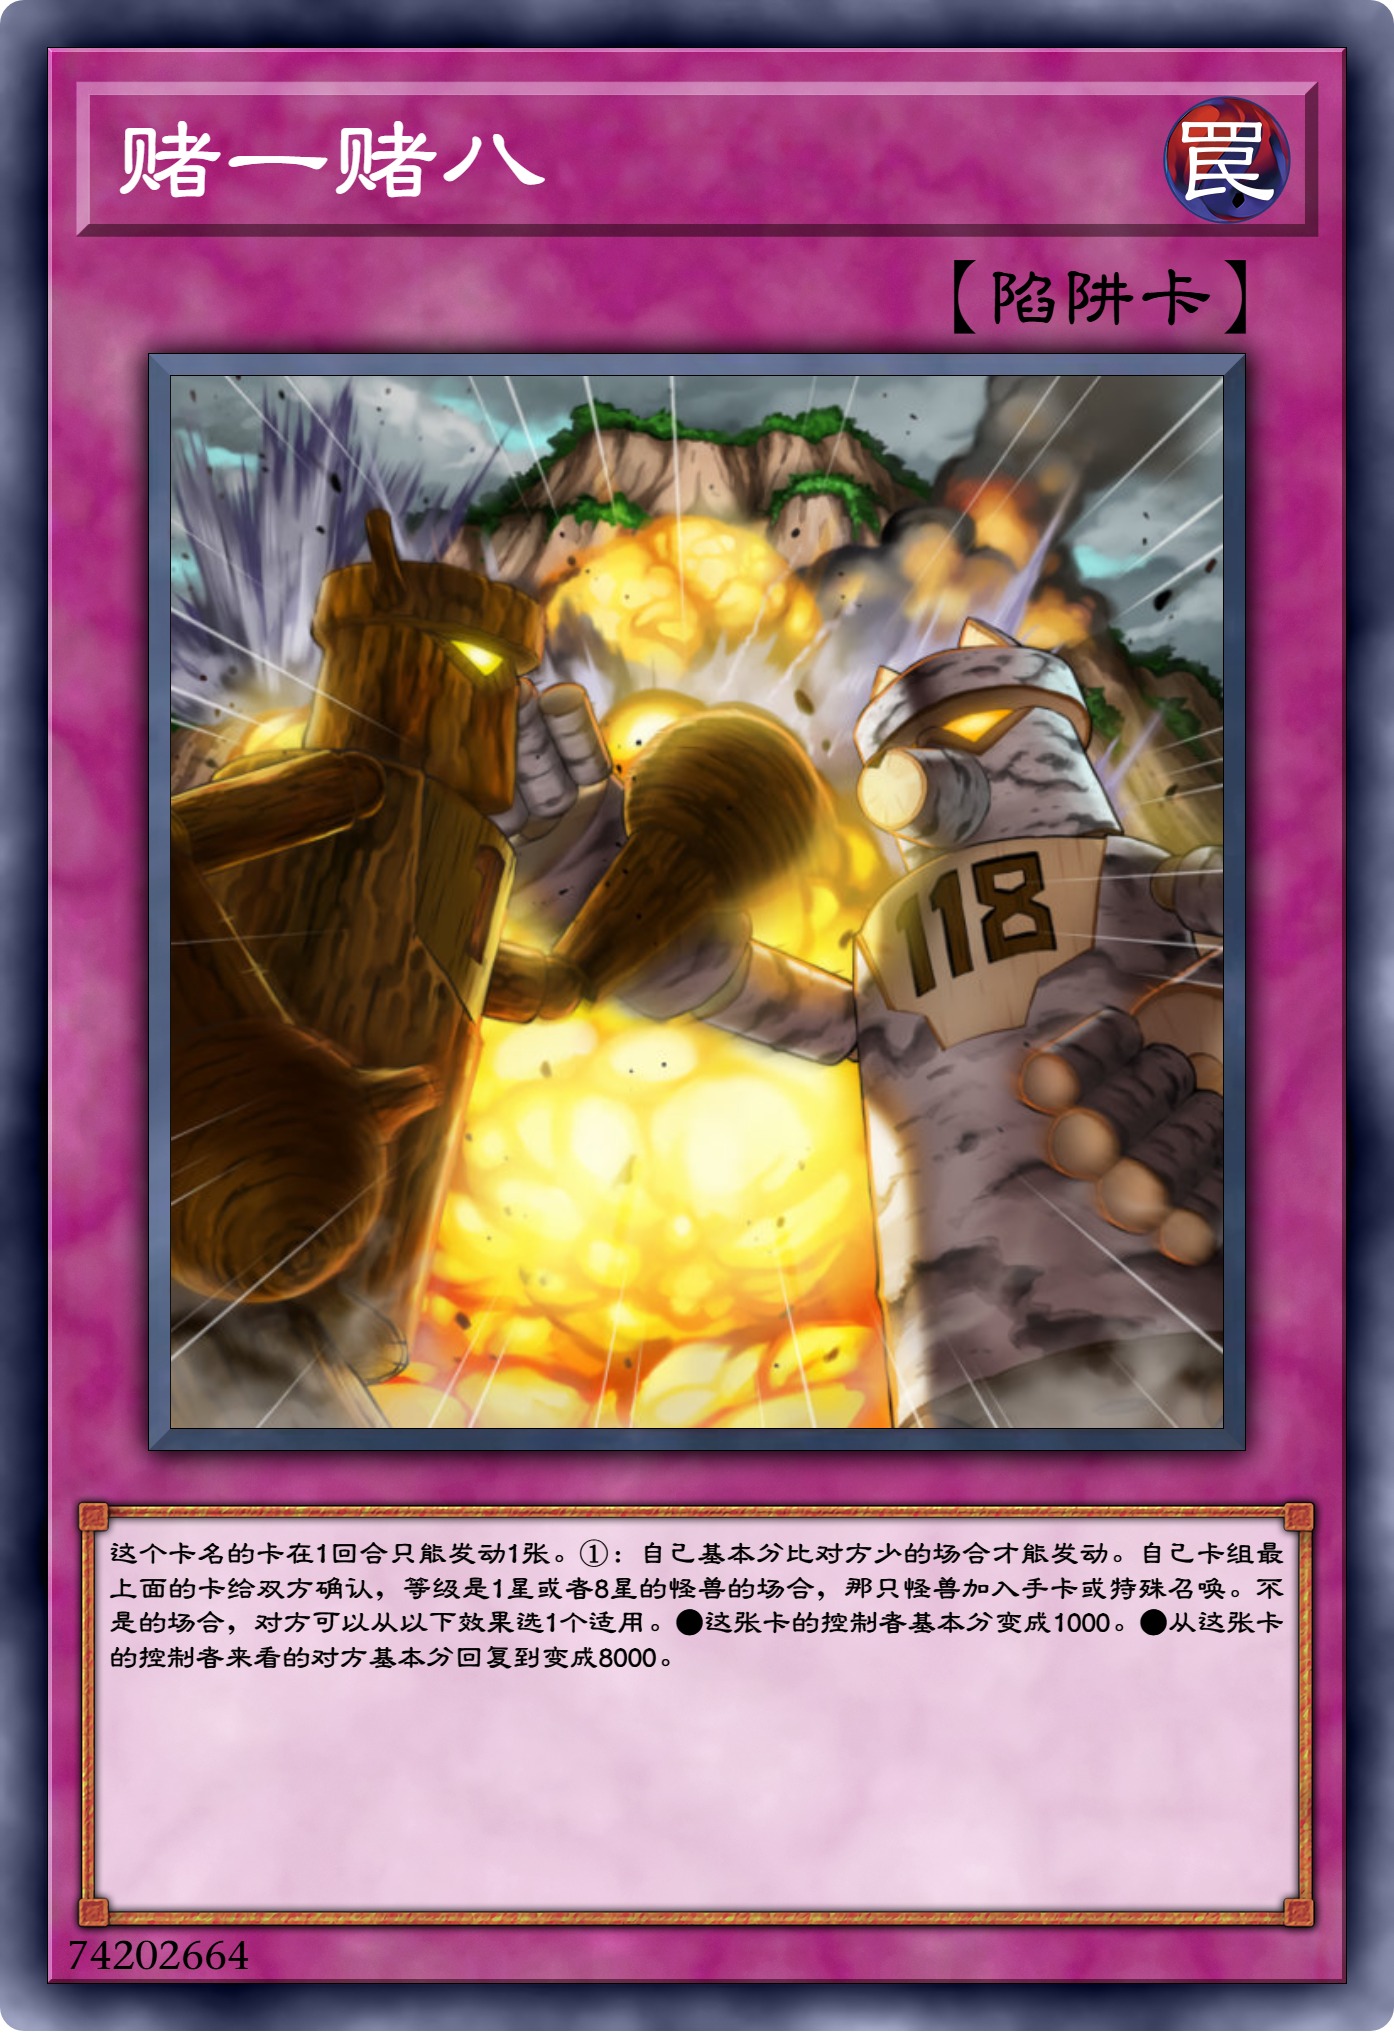 赌一赌八
罠
【陷阱卡】
118
这个卡名的卡在1回合只能发动1张。①：自己基本分比对方少的场合才能发动。自己卡组最
上面的卡给双方确认，等级是1星或者8星的怪兽的场合，那只怪兽加入手卡或特殊召唤。不
是的场合，对方可以从以下效果选1个适用。●这张卡的控制者基本分变成1000。●从这张卡
的控制者来看的对方基本分回复到变成8000。
74202664